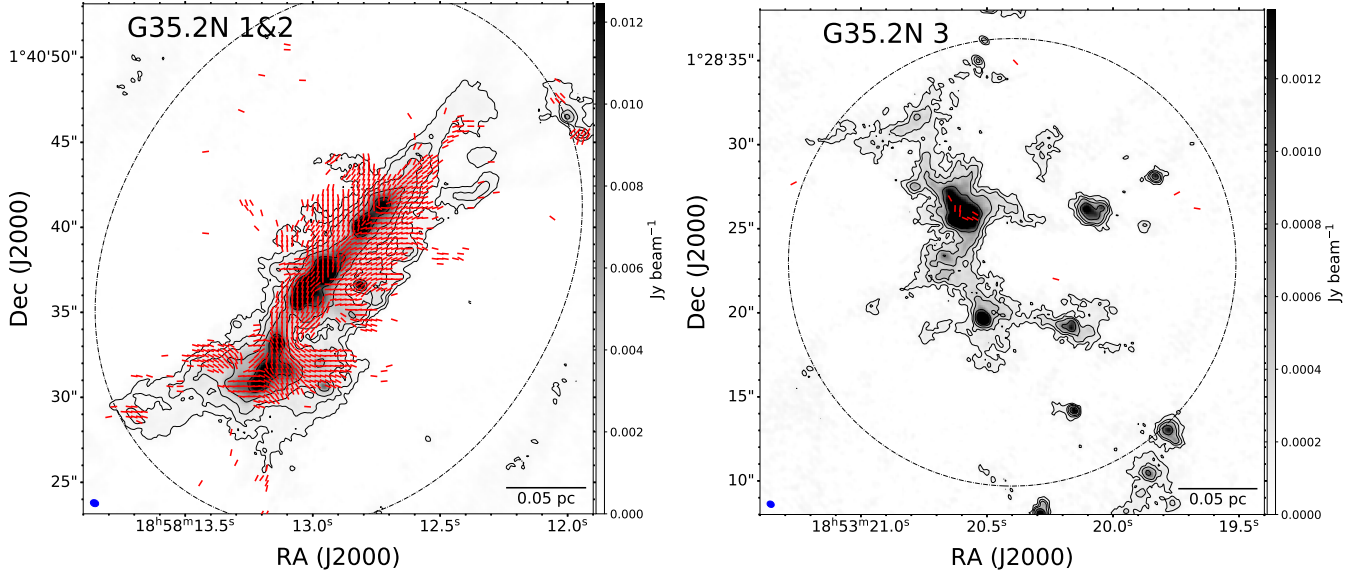 G35.2N 1&2
1°40'50"
45"
40"
35"
30"
25"
Dec (J2000)
18ʰ58ᵐ13.5ˢ
13.0ˢ
12.5ˢ
12.0ˢ
RA (J2000)
0.05 pc
0.012
0.010
0.008
0.006
0.004
0.002
0.000
Jy beam⁻¹
G35.2N 3
1°28'35"
30"
25"
20"
15"
10"
Dec (J2000)
18ʰ53ᵐ21.0ˢ
20.5ˢ
20.0ˢ
19.5ˢ
RA (J2000)
0.05 pc
0.0012
0.0010
0.0008
0.0006
0.0004
0.0002
0.0000
Jy beam⁻¹